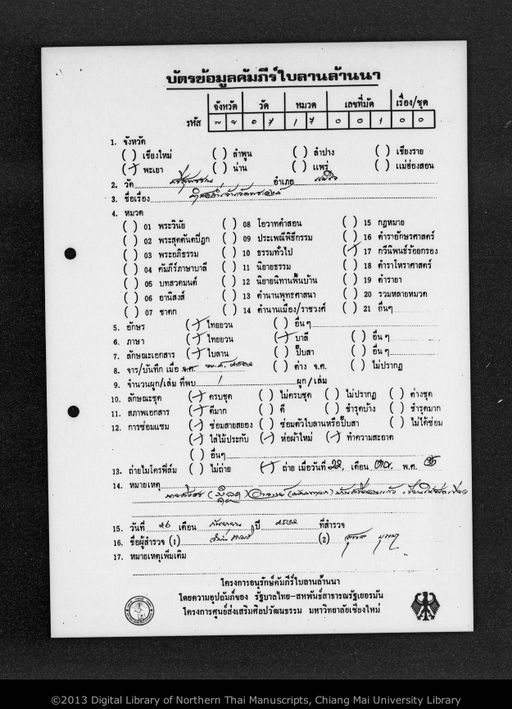 บัตรข้อมูลคัมภีร์ใบลานล้านนา
จังหวัด วัด หมวด เลขที่มัด เรื่อง/ชุด
รหัส 0 7 1 7 0 0 1 0 0
1. จังหวัด
( ) เชียงใหม่ ( ) ลำพูน ( ) ลำปาง ( ) เชียงราย
(/) พะเยา ( ) น่าน ( ) แพร่ ( ) แม่ฮ่องสอน
2. วัด อำเภอ เมือง
3. ชื่อเรื่อง
4. หมวด
( ) 01 พระวินัย ( ) 08 โอวาทคำสอน ( ) 15 กฎหมาย
( ) 02 พระสุตตันตปิฎก ( ) 09 ประเพณีพิธีกรรม ( ) 16 ตำราอักษรศาสตร์
( ) 03 พระอภิธรรม ( ) 10 ธรรมทั่วไป (/) 17 กวีนิพนธ์ร้อยกรอง
( ) 04 คัมภีร์ภาษาบาลี ( ) 11 นิยายธรรม ( ) 18 ตำราโหราศาสตร์
( ) 05 บทสวดมนต์ ( ) 12 นิยายนิทานพื้นบ้าน ( ) 19 ตำรายา
( ) 06 อานิสงส์ ( ) 13 ตำนานพุทธศาสนา ( ) 20 รวมหลายหมวด
( ) 07 ชาดก ( ) 14 ตำนานเมือง/ราชวงศ์ ( ) 21 อื่นๆ
5. อักษร (/) ไทยยวน ( ) อื่นๆ
6. ภาษา (/) ไทยยวน (/) บาลี ( ) อื่นๆ
7. ลักษณะเอกสาร (/) ใบลาน ( ) ปั๊บสา ( ) อื่นๆ
8. จาร/บันทึก เมื่อ จ.ศ. พ.ศ. ( ) ค่าง จ.ศ. ( ) ไม่ปรากฏ
9. จำนวนผูก/เล่ม ที่พบ 1 ผูก/เล่ม
10. ลักษณะชุด (/) ครบชุด ( ) ไม่ครบชุด ( ) ไม่ปรากฏ ( ) ค่างชุด
11. สภาพเอกสาร (/) ดีมาก ( ) ดี ( ) ชำรุดบ้าง ( ) ชำรุดมาก
12. การซ่อมแซม (/) ซ่อมสายสยอง ( ) ซ่อมตัวใบลานหรือปั๊บสา ( ) ไม่ได้ซ่อม
(/) ใส่ไม้ประกับ (/) ห่อผ้าใหม่ (/) ทำความสะอาด
( ) อื่นๆ
13. ถ่ายไมโครฟิล์ม ( ) ไม่ถ่าย (/) ถ่าย เมื่อวันที่ 22 เดือน พ.ศ.
14. หมายเหตุ
15. วันที่ 26 เดือน กันยายน ปี 2532 ที่สำรวจ
16. ชื่อผู้สำรวจ (1) (2)
17. หมายเหตุเพิ่มเติม
โครงการอนุรักษ์คัมภีร์ใบลานล้านนา
โดยความอุปถัมภ์ของ รัฐบาลไทย-สหพันธ์สาธารณรัฐเยอรมัน
โครงการศูนย์ส่งเสริมศิลปวัฒนธรรม มหาวิทยาลัยเชียงใหม่
©2013 Digital Library of Northern Thai Manuscripts, Chiang Mai University Library